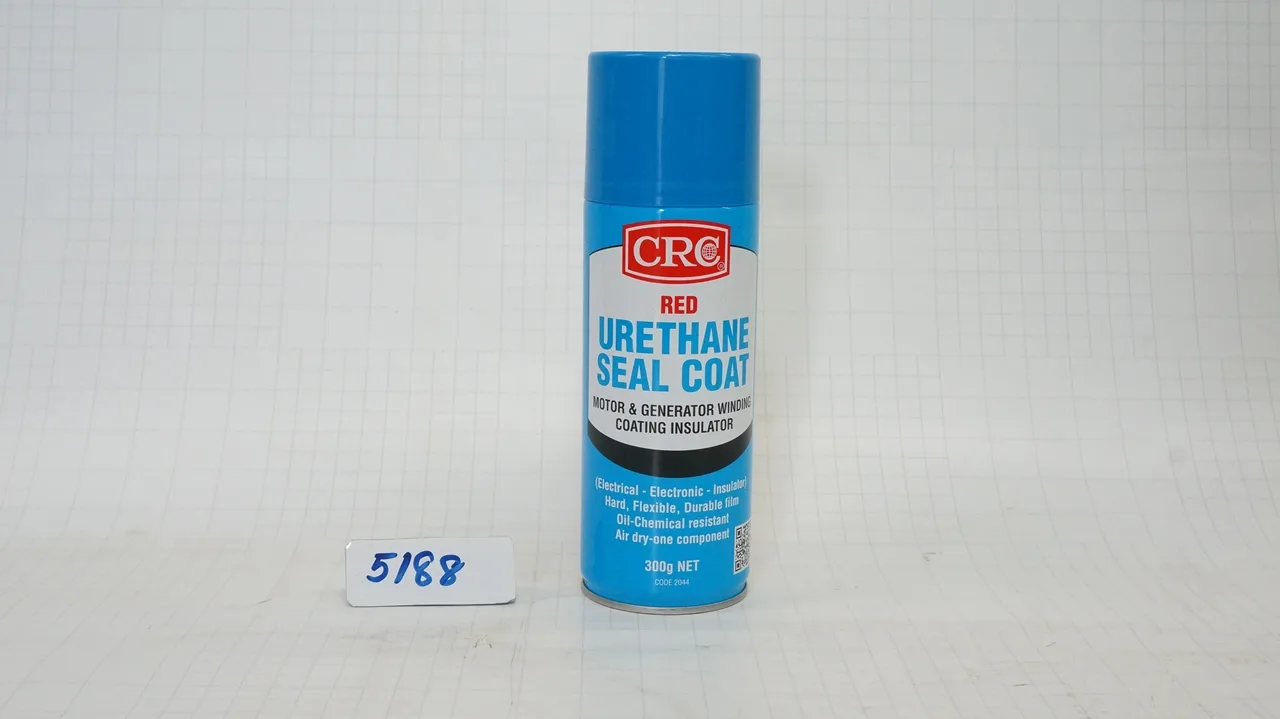 CRC
RED
URETHANE
SEAL COAT
MOTOR & GENERATOR WINDING
COATING INSULATOR
(Electrical - Electronic - Insulator)
Hard, Flexible, Durable film
Oil-Chemical resistant
Air dry-one component
300g NET
CODE 2044
5188